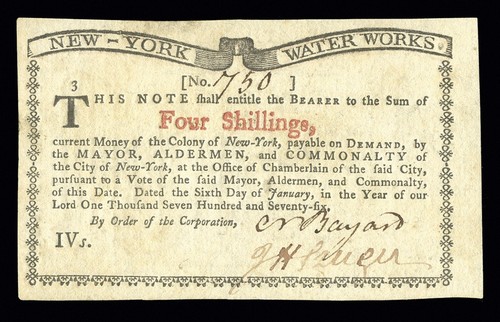 NEW-YORK WATER WORKS
[No. 750 ]
3
THIS NOTE ſhall entitle the BEARER to the Sum of
Four Shillings,
current Money of the Colony of New-York, payable on DEMAND, by
the MAYOR, ALDERMEN, and COMMONALTY of
the City of New-York, at the Office of Chamberlain of the ſaid City,
purſuant to a Vote of the ſaid Mayor, Aldermen, and Commonalty,
of this Date. Dated the Sixth Day of January, in the Year of our
Lord One Thouſand Seven Hundred and Seventy-ſix.
By Order of the Corporation,
N Bayard
IVs.